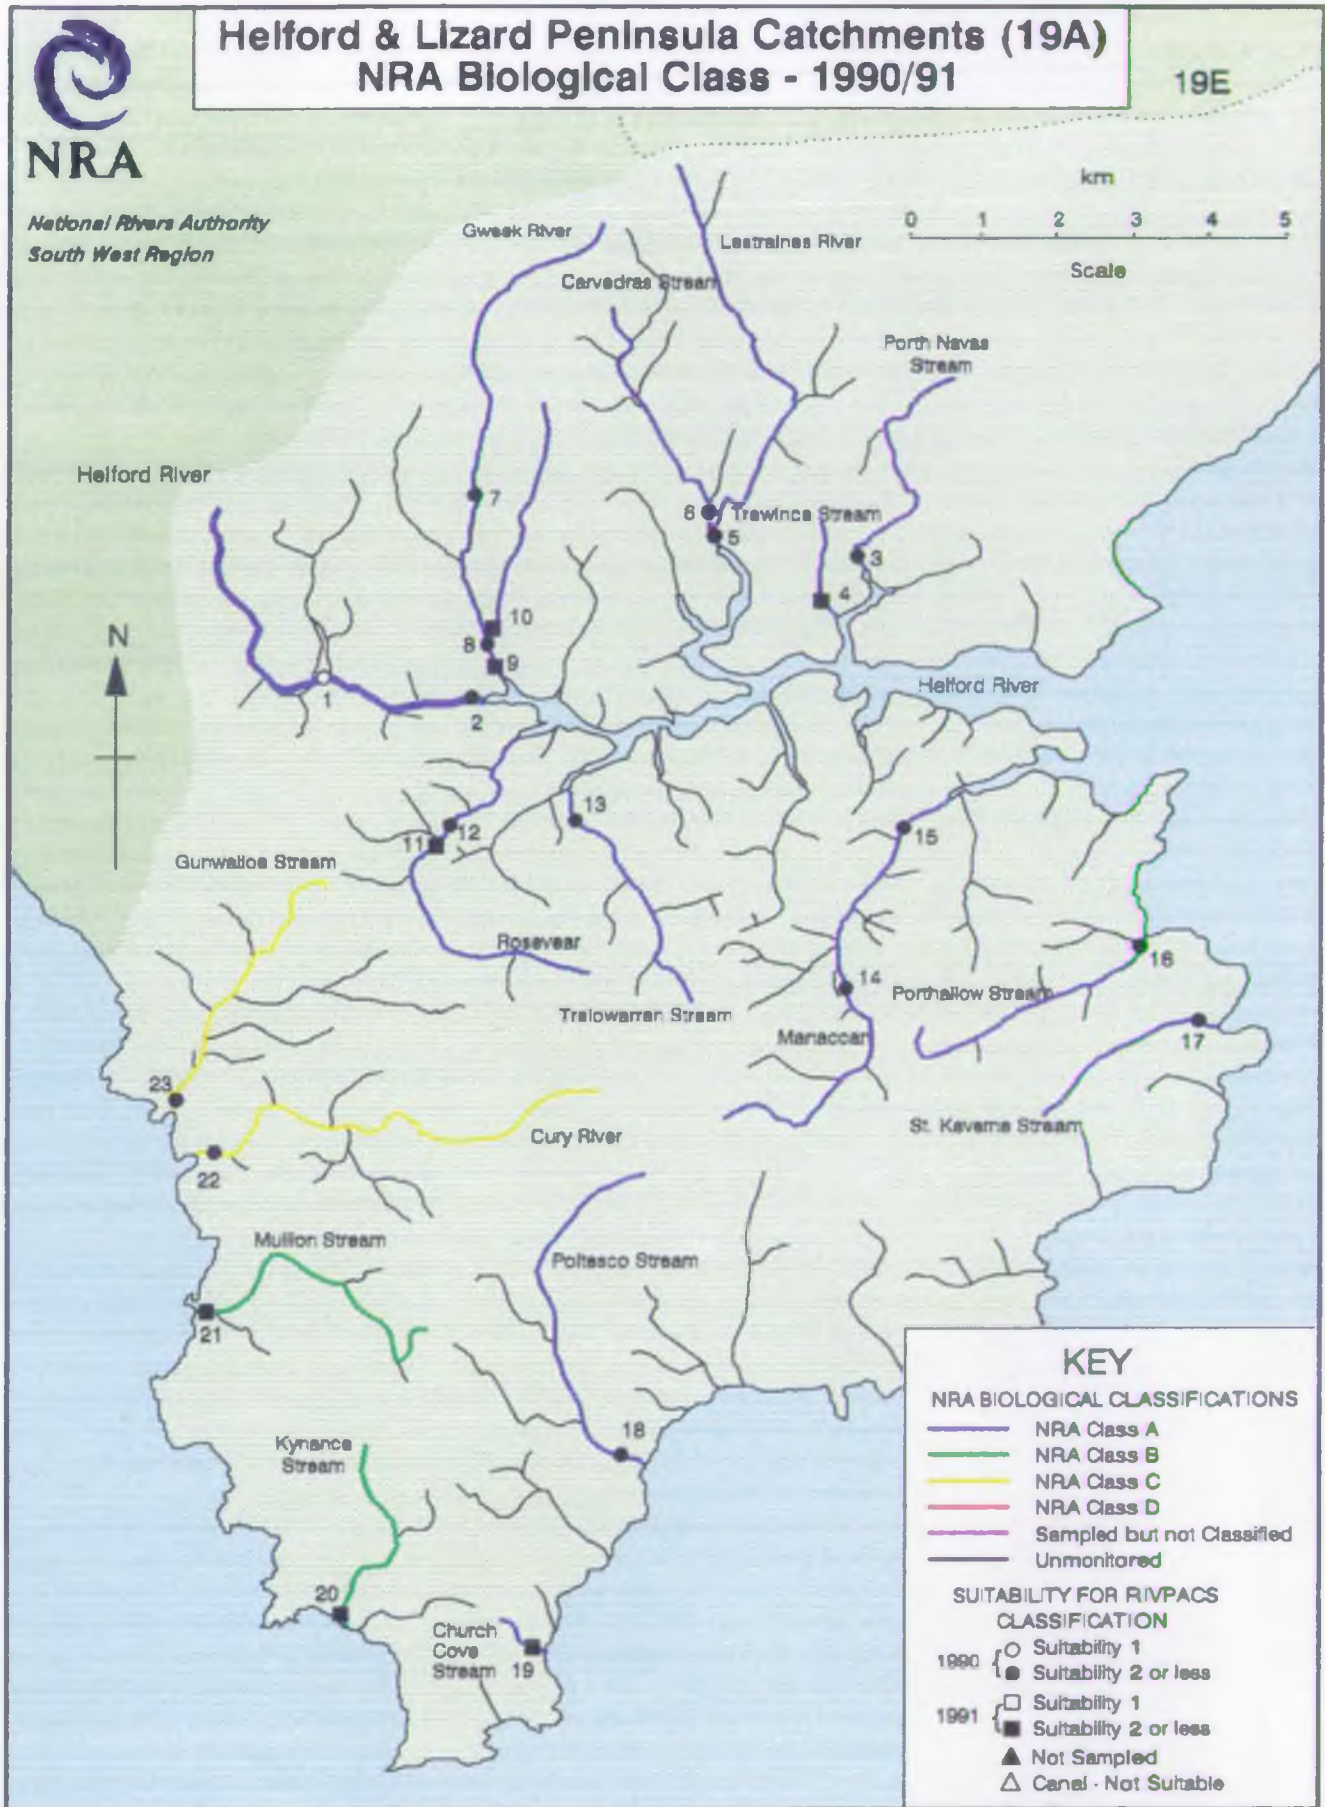 Helford & Lizard Peninsula Catchments (19A)
NRA Biological Class - 1990/91
19E
NRA
National Rivers Authority
South West Region
km
0 1 2 3 4 5
Scale
Gweek River
Lestraines River
Carvedras Stream
Porth Navas
Stream
Helford River
7
6
Trewince Stream
5
3
4
10
8
9
N
1
2
Helford River
13
12
11
15
Gunwalloe Stream
Rosevear
16
14
Porthallow Stream
Trelowarren Stream
Manaccan
17
23
St. Keverne Stream
Cury River
22
Mullion Stream
Poltesco Stream
21
18
Kynance
Stream
20
Church
Cove
Stream
19
KEY
NRA BIOLOGICAL CLASSIFICATIONS
NRA Class A
NRA Class B
NRA Class C
NRA Class D
Sampled but not Classified
Unmonitored
SUITABILITY FOR RIVPACS
CLASSIFICATION
1990
Suitability 1
Suitability 2 or less
1991
Suitability 1
Suitability 2 or less
Not Sampled
Canal - Not Suitable